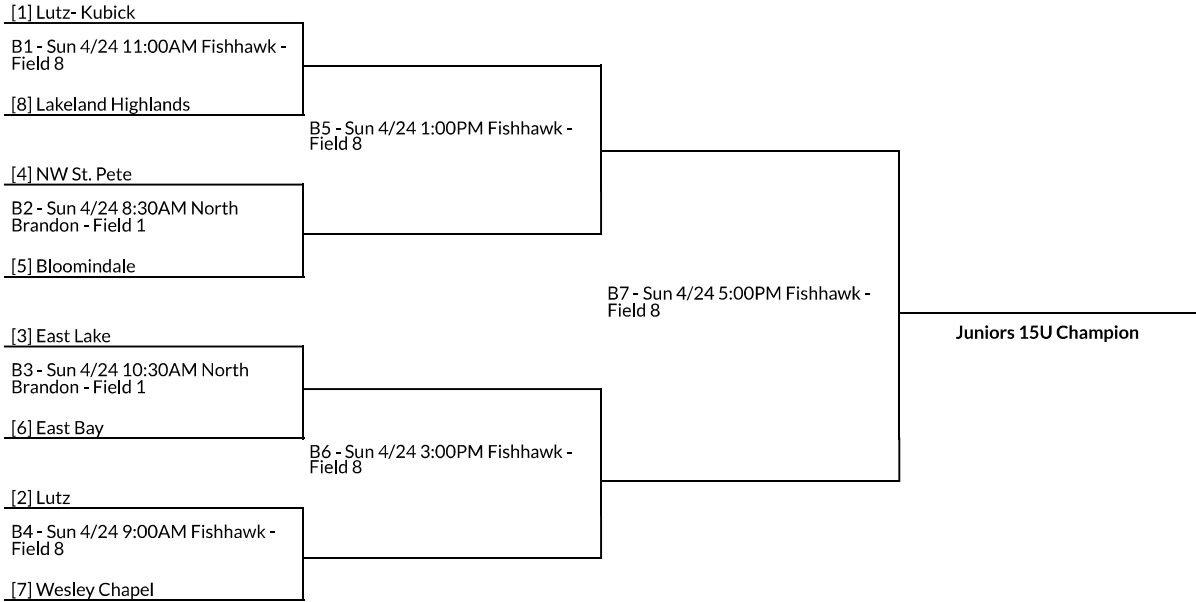 [1] Lutz- Kubick
B1 - Sun 4/24 11:00AM Fishhawk -
Field 8
[8] Lakeland Highlands
B5 - Sun 4/24 1:00PM Fishhawk -
Field 8
[4] NW St. Pete
B2 - Sun 4/24 8:30AM North
Brandon - Field 1
[5] Bloomindale
B7 - Sun 4/24 5:00PM Fishhawk -
Field 8
Juniors 15U Champion
[3] East Lake
B3 - Sun 4/24 10:30AM North
Brandon - Field 1
[6] East Bay
B6 - Sun 4/24 3:00PM Fishhawk -
Field 8
[2] Lutz
B4 - Sun 4/24 9:00AM Fishhawk -
Field 8
[7] Wesley Chapel